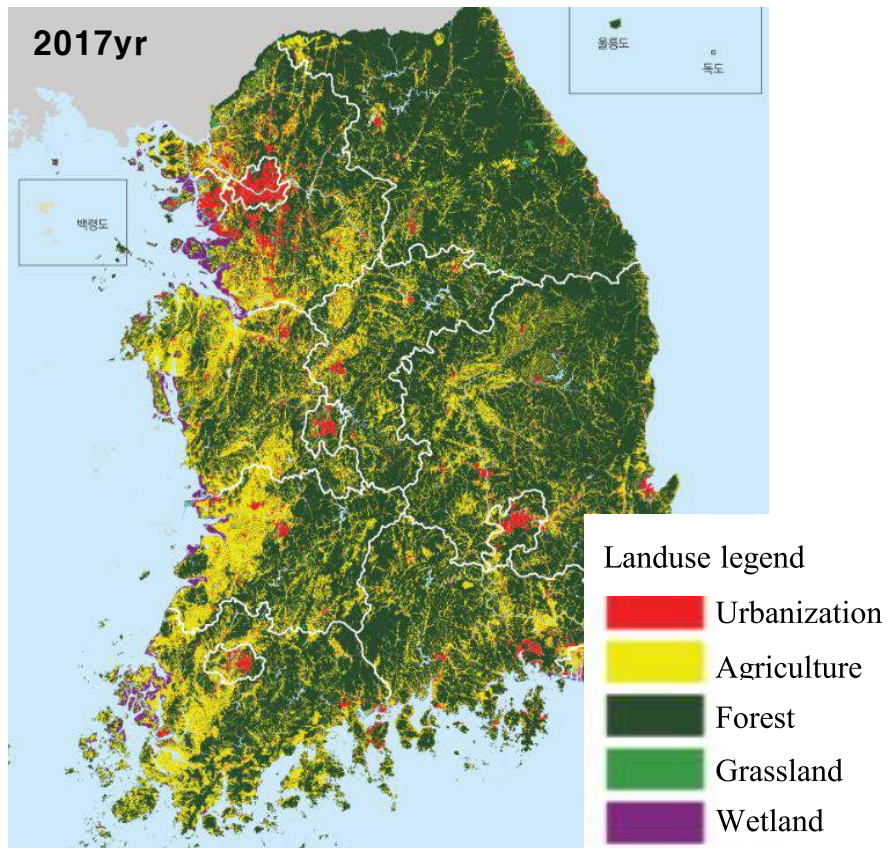 2017yr
울릉도
독도
백령도
Landuse legend
Urbanization
Agriculture
Forest
Grassland
Wetland